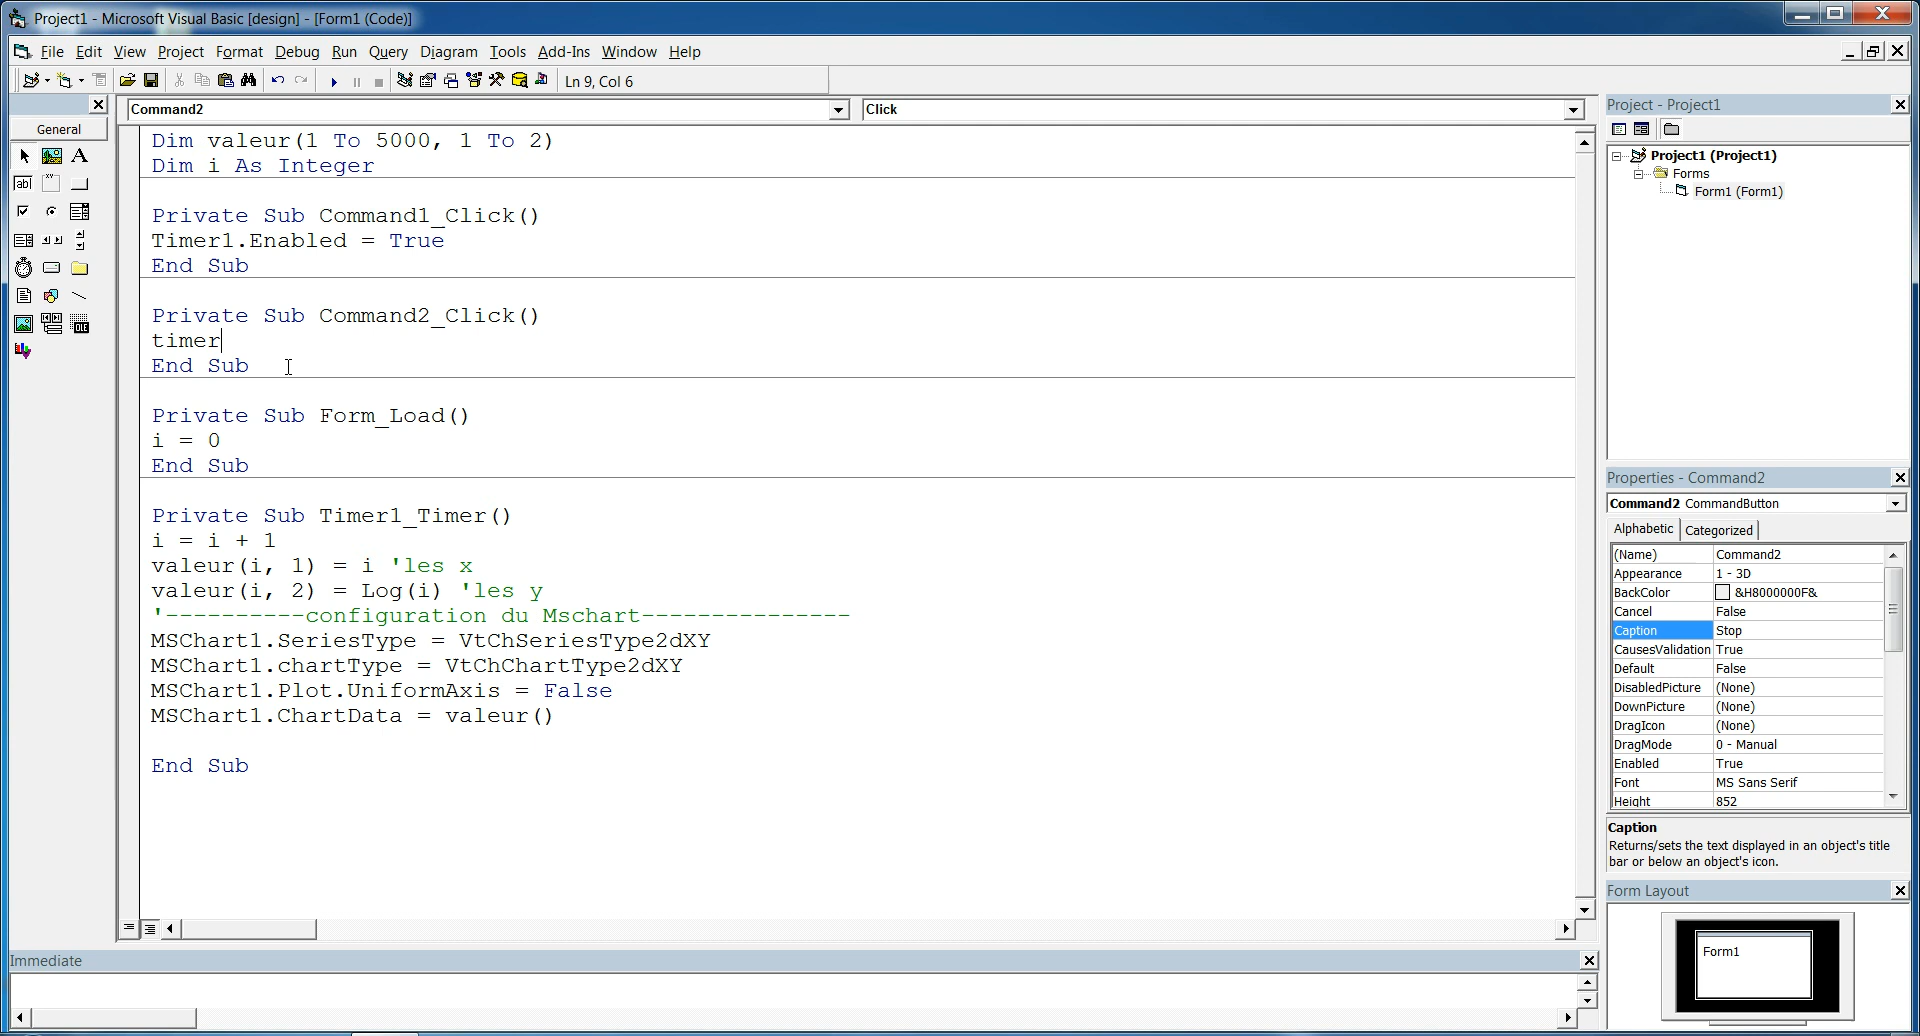 Project1 - Microsoft Visual Basic [design] - [Form1 (Code)]
File Edit View Project Format Debug Run Query Diagram Tools Add-Ins Window Help
Ln 9, Col 6
General
Command2
Click
Dim valeur(1 To 5000, 1 To 2)
Dim i As Integer
Private Sub Command1_Click()
Timer1.Enabled = True
End Sub
Private Sub Command2_Click()
timer
End Sub
Private Sub Form_Load()
i = 0
End Sub
Private Sub Timer1_Timer()
i = i + 1
valeur(i, 1) = i 'les x
valeur(i, 2) = Log(i) 'les y
'----------configuration du Mschart---------------
MSChart1.SeriesType = VtChSeriesType2dXY
MSChart1.chartType = VtChChartType2dXY
MSChart1.Plot.UniformAxis = False
MSChart1.ChartData = valeur()
End Sub
Immediate
Project - Project1
Project1 (Project1)
Forms
Form1 (Form1)
Properties - Command2
Command2 CommandButton
Alphabetic Categorized
(Name) Command2
Appearance 1 - 3D
BackColor &H8000000F&
Cancel False
Caption Stop
CausesValidation True
Default False
DisabledPicture (None)
DownPicture (None)
DragIcon (None)
DragMode 0 - Manual
Enabled True
Font MS Sans Serif
Height 852
Caption
Returns/sets the text displayed in an object's title
bar or below an object's icon.
Form Layout
Form1